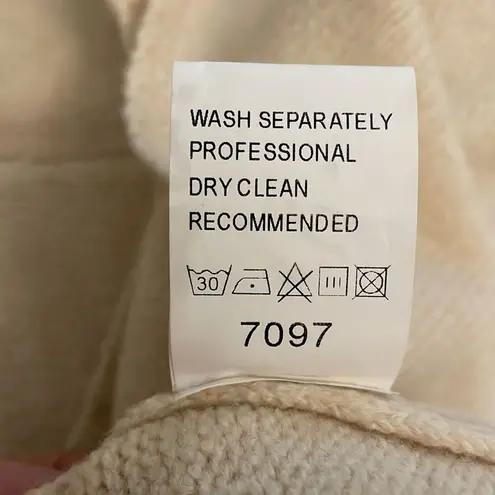 WASH SEPARATELY
PROFESSIONAL
DRY CLEAN
RECOMMENDED
30
7097